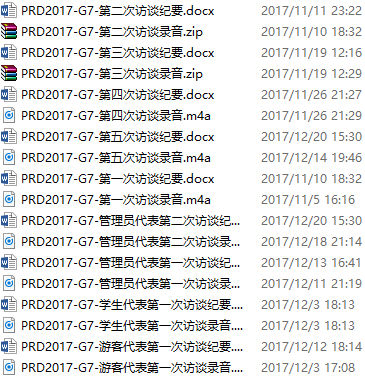 PRD2017-G7-第二次访谈纪要.docx 2017/11/11 23:22
PRD2017-G7-第二次访谈录音.zip 2017/11/10 18:32
PRD2017-G7-第三次访谈纪要.docx 2017/11/19 12:16
PRD2017-G7-第三次访谈录音.zip 2017/11/19 12:29
PRD2017-G7-第四次访谈纪要.docx 2017/11/26 21:27
PRD2017-G7-第四次访谈录音.m4a 2017/11/26 21:29
PRD2017-G7-第五次访谈纪要.docx 2017/12/20 15:30
PRD2017-G7-第五次访谈录音.m4a 2017/12/14 19:46
PRD2017-G7-第一次访谈纪要.docx 2017/11/10 18:32
PRD2017-G7-第一次访谈录音.m4a 2017/11/5 16:16
PRD2017-G7-管理员代表第二次访谈纪... 2017/12/20 15:30
PRD2017-G7-管理员代表第二次访谈录... 2017/12/18 21:14
PRD2017-G7-管理员代表第一次访谈纪... 2017/12/13 16:41
PRD2017-G7-管理员代表第一次访谈录... 2017/12/11 21:19
PRD2017-G7-学生代表第一次访谈纪要.... 2017/12/3 18:13
PRD2017-G7-学生代表第一次访谈录音.... 2017/12/3 18:13
PRD2017-G7-游客代表第一次访谈纪要.... 2017/12/12 18:14
PRD2017-G7-游客代表第一次访谈录音.... 2017/12/3 17:08